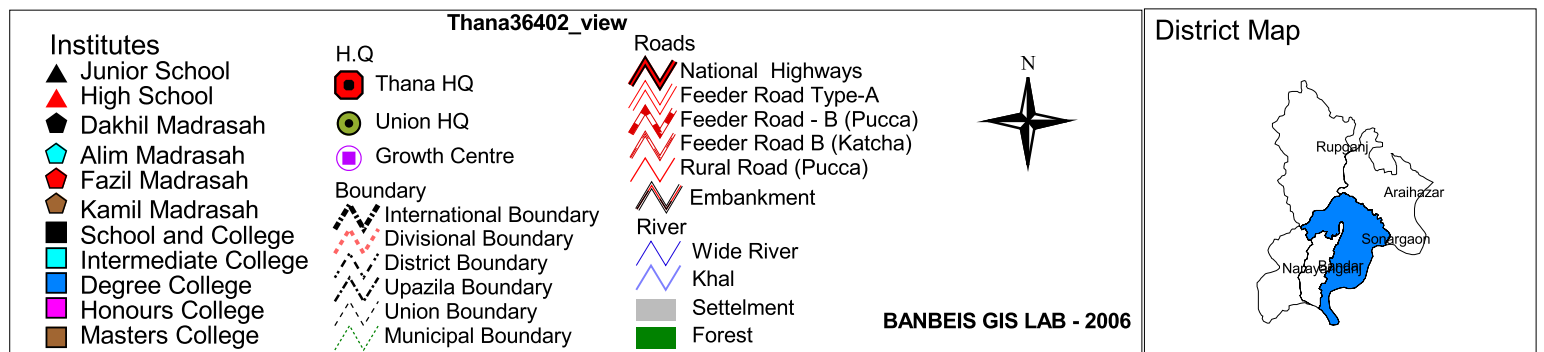 Thana36402_view
Institutes
Junior School
High School
Dakhil Madrasah
Alim Madrasah
Fazil Madrasah
Kamil Madrasah
School and College
Intermediate College
Degree College
Honours College
Masters College
H.Q
Thana HQ
Union HQ
Growth Centre
Boundary
International Boundary
Divisional Boundary
District Boundary
Upazila Boundary
Union Boundary
Municipal Boundary
Roads
National Highways
Feeder Road Type-A
Feeder Road - B (Pucca)
Feeder Road B (Katcha)
Rural Road (Pucca)
Embankment
River
Wide River
Khal
Settelment
Forest
N
BANBEIS GIS LAB - 2006
District Map
Rupganj
Araihazar
Sonargaon
Narayanganj
Bandar